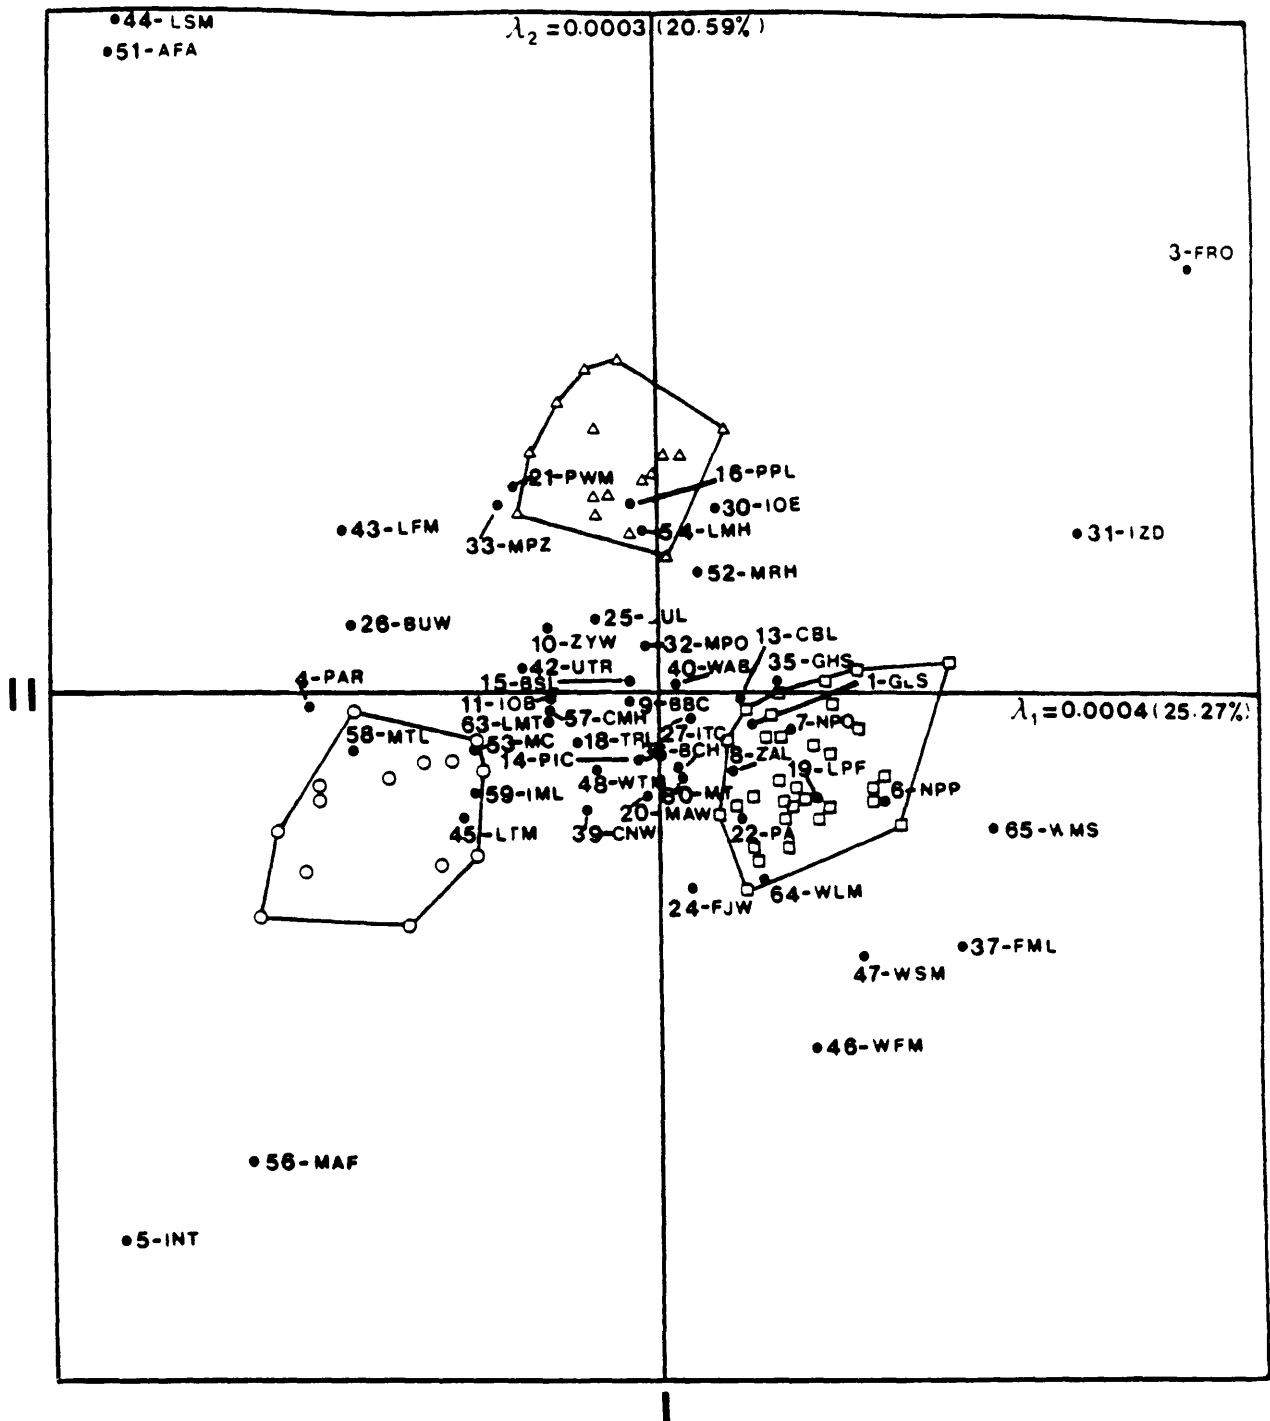 44-LSM
λ2 =0.0003(20.59%)
51-AFA
3-FRO
21-PWM
16-PPL
30-IOE
43-LFM
33-MPZ
54-LMH
31-IZD
52-MRH
26-BUW
25-JUL
10-ZYW
32-MPO
13-CBL
42-UTR
40-WAB
35-GHS
4-PAR
15-BSL
1-GLS
II
11-IOB
9-BBC
λ1=0.0004(25.27%)
63-LMT
57-CMH
27-ITC
7-NPO
58-MTL
53-MC
18-TRL
14-PIC
BCH
8-ZAL
19-LPF
48-WTN
59-IML
MT
6-NPP
20-MAW
45-LTM
39-CNW
22-PA
65-WMS
24-FJW
64-WLM
37-FML
47-WSM
46-WFM
56-MAF
5-INT
I